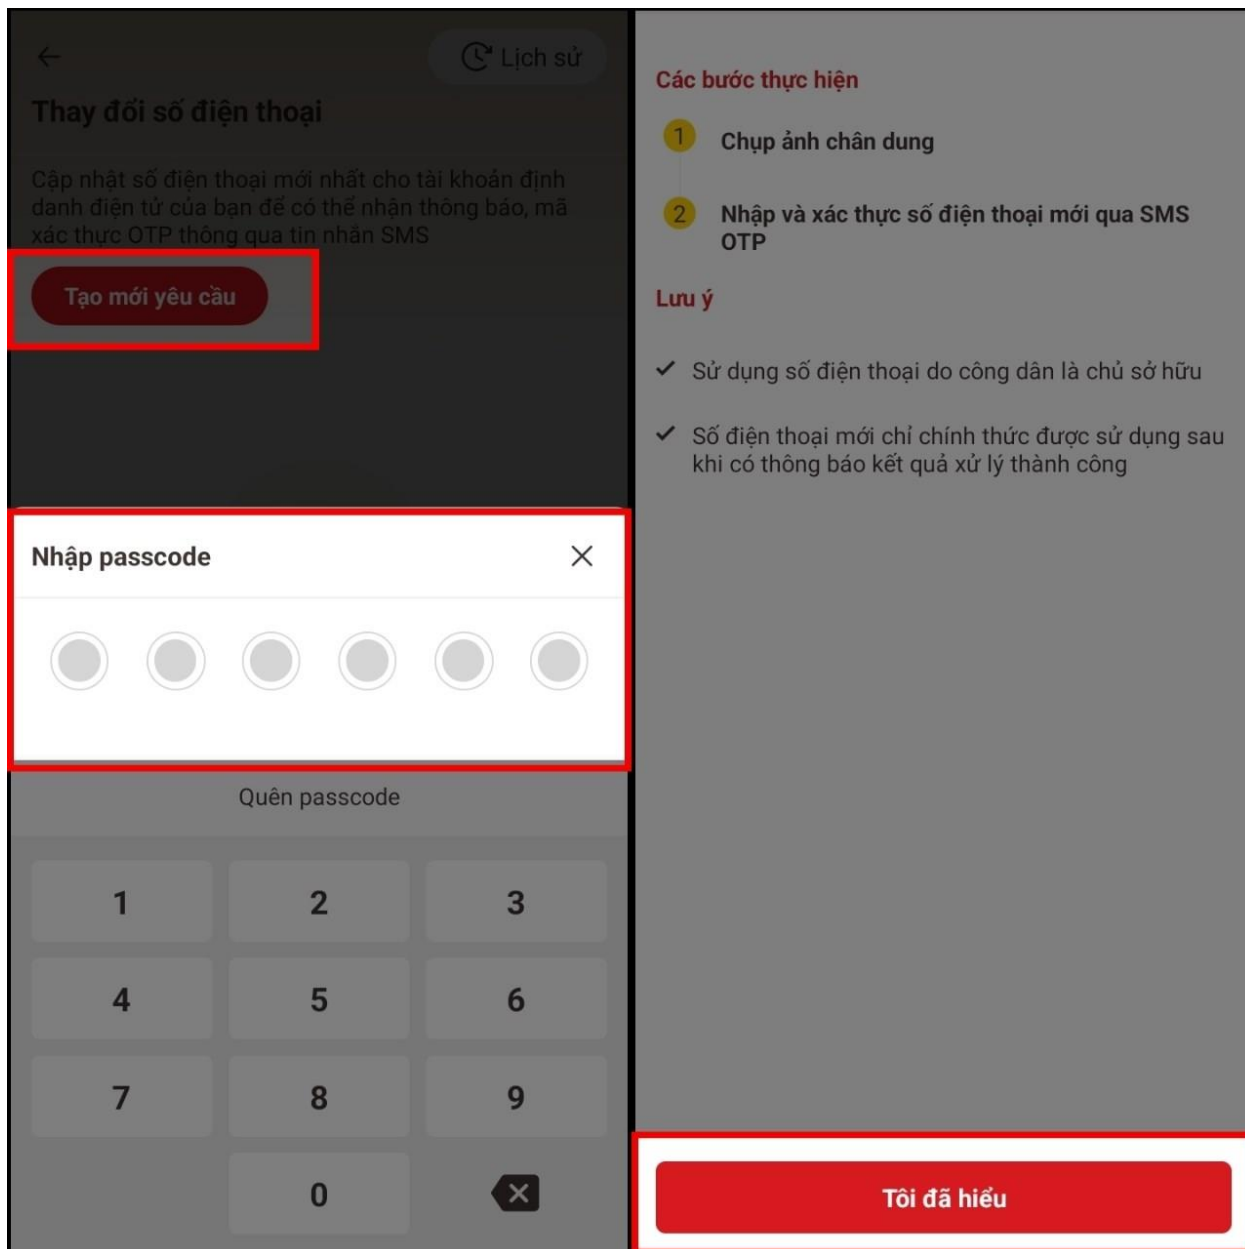 Lịch sử
Thay đổi số điện thoại
Cập nhật số điện thoại mới nhất cho tài khoản định
danh điện tử của bạn để có thể nhận thông báo, mã
xác thực OTP thông qua tin nhắn SMS
Tạo mới yêu cầu
Nhập passcode
Quên passcode
1 2 3
4 5 6
7 8 9
0
Các bước thực hiện
1 Chụp ảnh chân dung
2 Nhập và xác thực số điện thoại mới qua SMS
OTP
Lưu ý
Sử dụng số điện thoại do công dân là chủ sở hữu
Số điện thoại mới chỉ chính thức được sử dụng sau
khi có thông báo kết quả xử lý thành công
Tôi đã hiểu